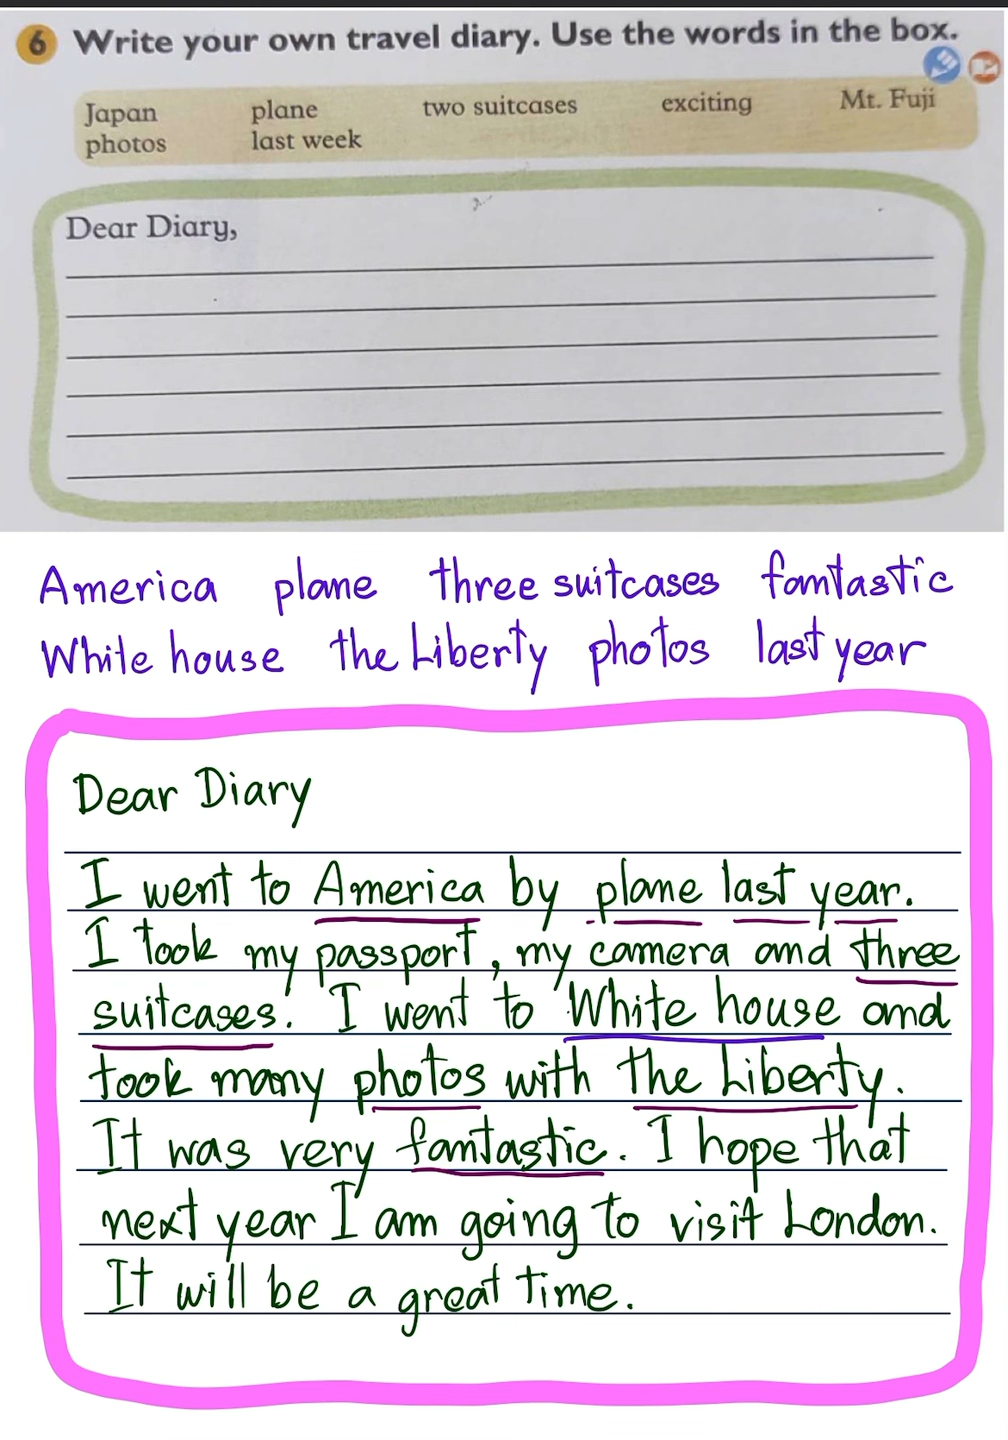 6 Write your own travel diary. Use the words in the box.
Japan plane two suitcases exciting Mt. Fuji
photos last week
Dear Diary,
America plane three suitcases fantastic
White house the Liberty photos last year
Dear Diary
I went to America by plane last year.
I took my passport, my camera and three
suitcases. I went to White house and
took many photos with the Liberty.
It was very fantastic. I hope that
next year I am going to visit London.
It will be a great time.